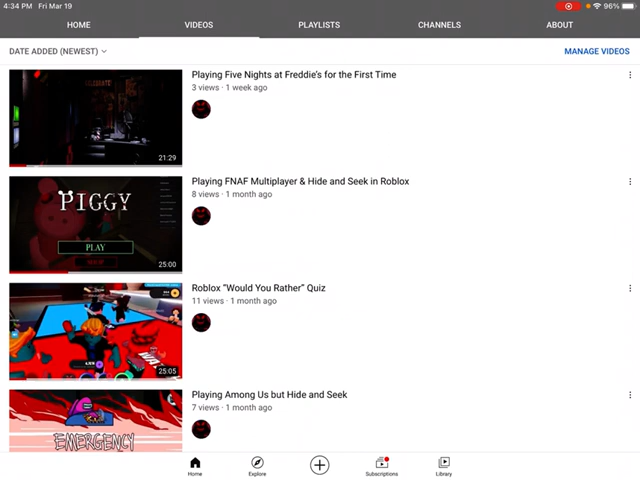 4:34 PM Fri Mar 19
96%
HOME VIDEOS PLAYLISTS CHANNELS ABOUT
DATE ADDED (NEWEST) MANAGE VIDEOS
Playing Five Nights at Freddie's for the First Time
3 views · 1 week ago
21:29
Playing FNAF Multiplayer & Hide and Seek in Roblox
8 views · 1 month ago
PIGGY
PLAY
25:00
Roblox "Would You Rather" Quiz
11 views · 1 month ago
25:05
Playing Among Us but Hide and Seek
7 views · 1 month ago
EMERGENCY
Home Explore Subscriptions Library